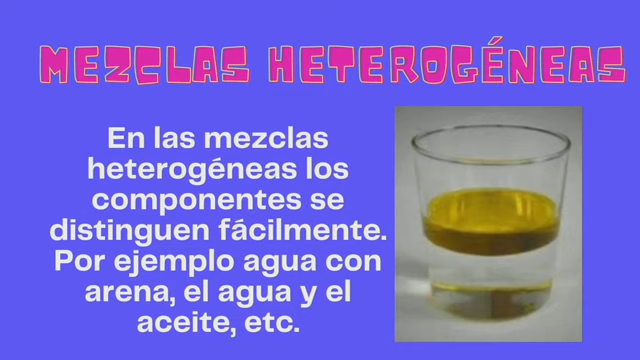 MEZCLAS HETEROGÉNEAS
En las mezclas
heterogéneas los
componentes se
distinguen fácilmente.
Por ejemplo agua con
arena, el agua y el
aceite, etc.